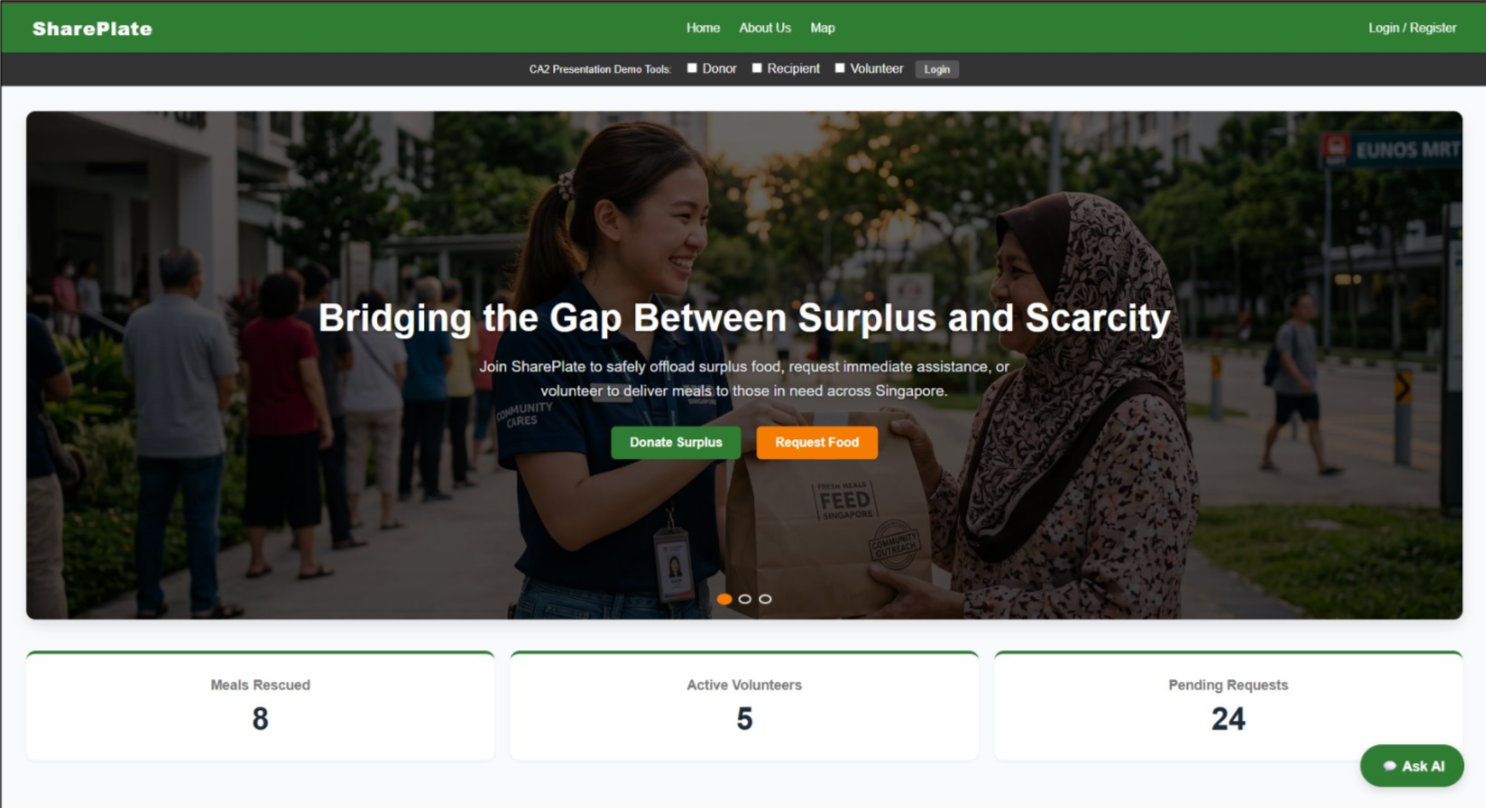 SharePlate
Home About Us Map
Login / Register
CA2 Presentation Demo Tools: Donor Recipient Volunteer Login
EUNOS MRT
Bridging the Gap Between Surplus and Scarcity
Join SharePlate to safely offload surplus food, request immediate assistance, or
volunteer to deliver meals to those in need across Singapore.
COMMUNITY
CARES
Donate Surplus
Request Food
FRESH MEALS
FEED
SINGAPORE
COMMUNITY
OUTREACH
Meals Rescued
8
Active Volunteers
5
Pending Requests
24
Ask AI